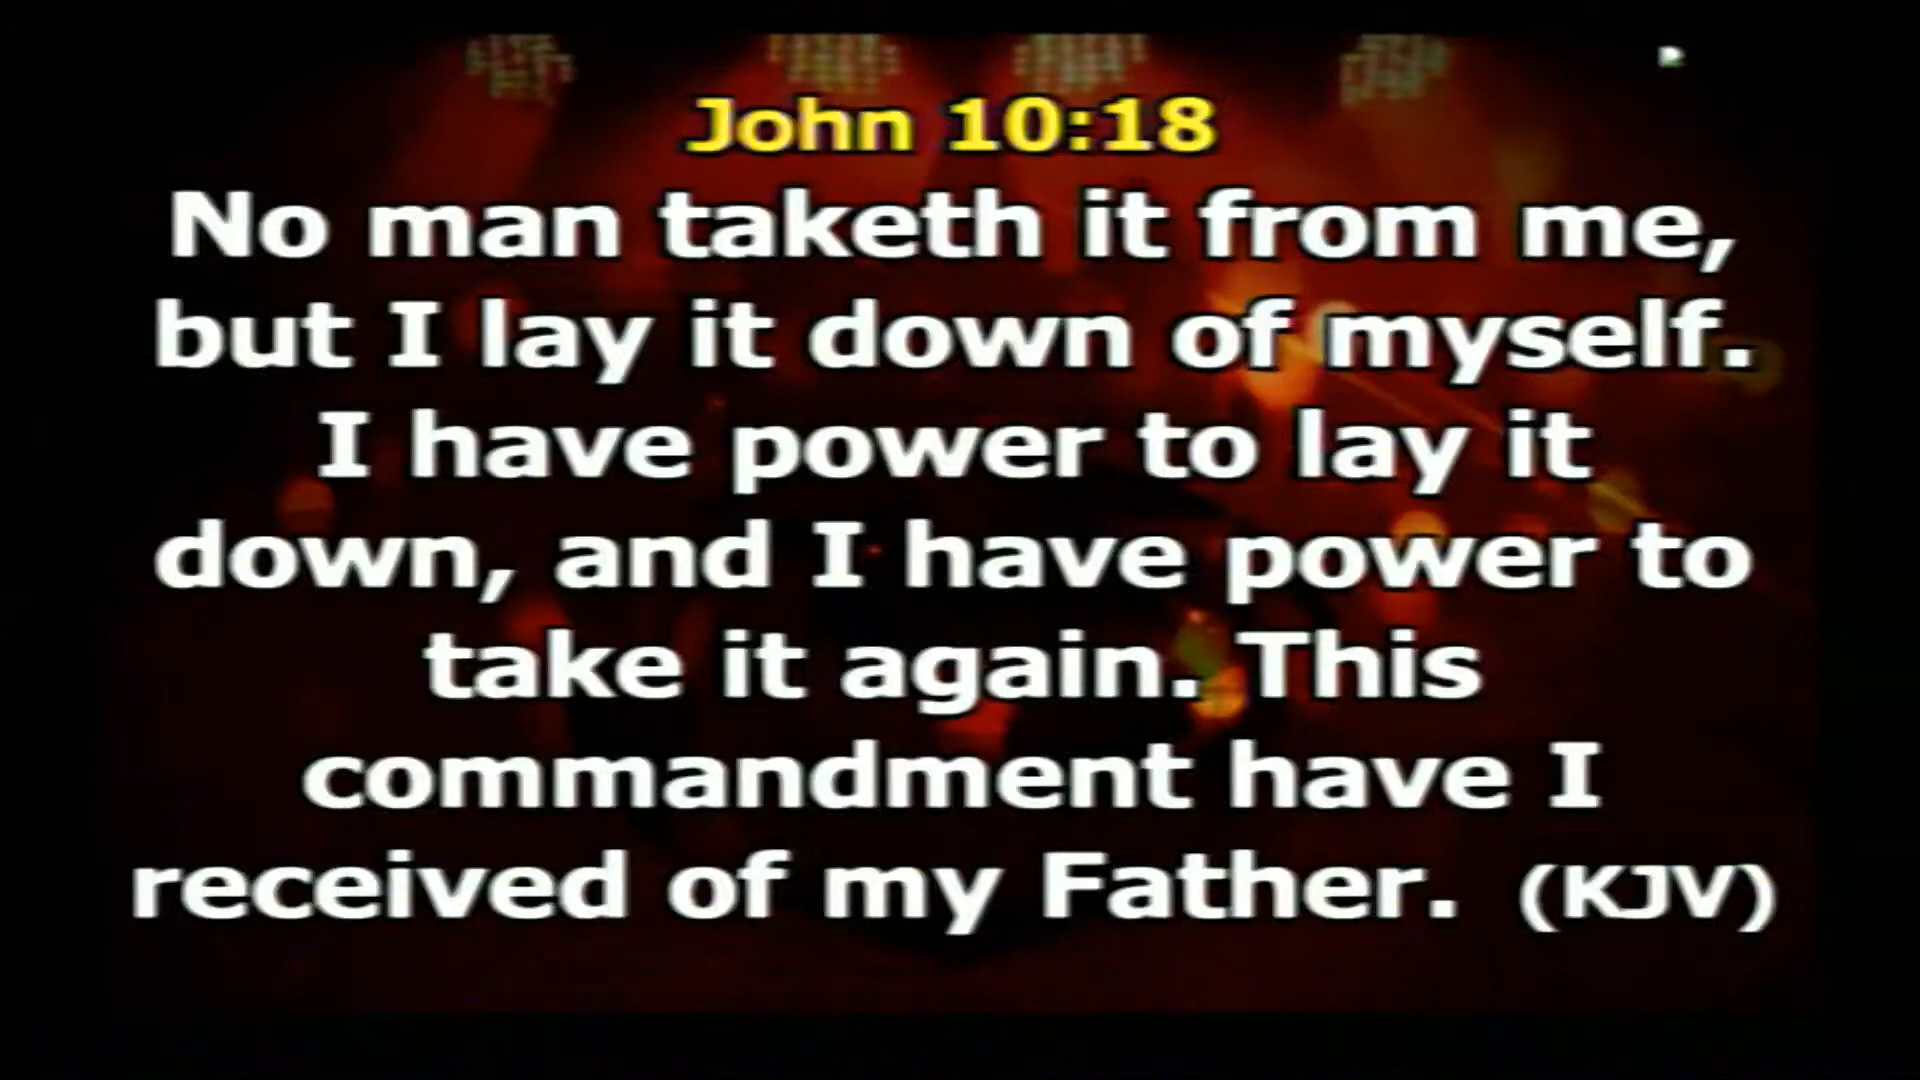 John 10:18
No man taketh it from me,
but I lay it down of myself.
I have power to lay it
down, and I have power to
take it again. This
commandment have I
received of my Father. (KJV)